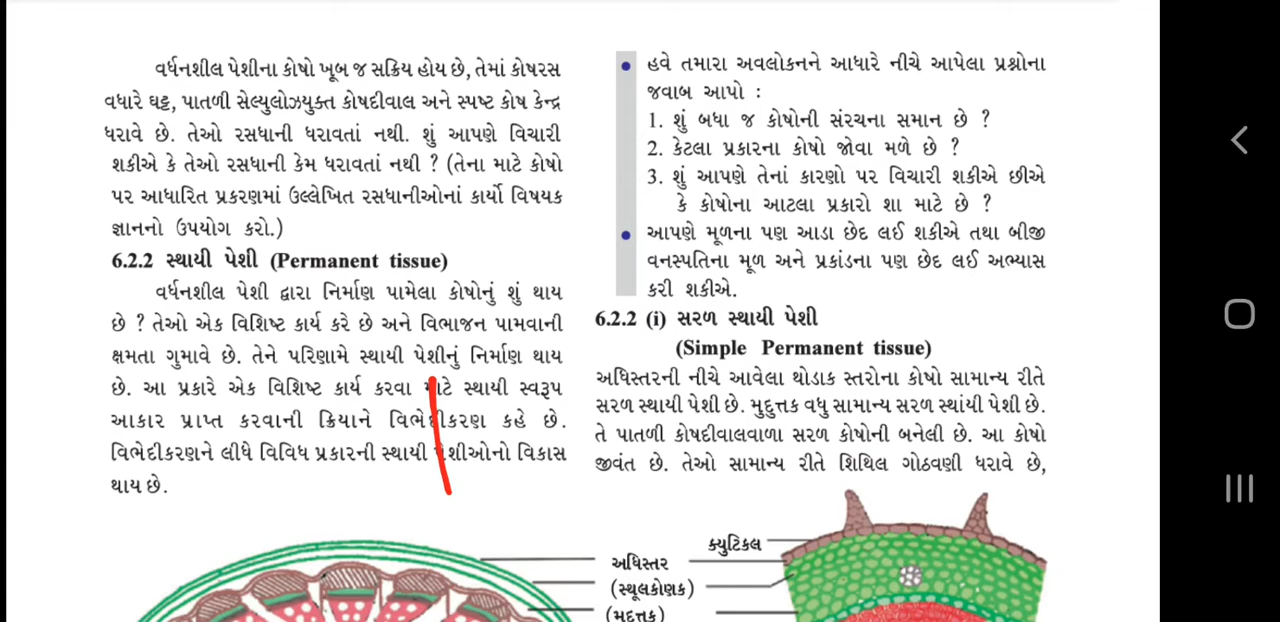 વર્ધનશીલ પેશીના કોષો ખૂબ જ સક્રિય હોય છે, તેમાં કોષરસ
વધારે ઘટ્ટ, પાતળી સેલ્યુલોઝયુક્ત કોષદીવાલ અને સ્પષ્ટ કોષ કેન્દ્ર
ધરાવે છે. તેઓ રસધાની ધરાવતાં નથી. શું આપણે વિચારી
શકીએ કે તેઓ રસધાની કેમ ધરાવતાં નથી ? (તેના માટે કોષો
પર આધારિત પ્રકરણમાં ઉલ્લેખિત રસધાનીઓનાં કાર્યો વિષયક
જ્ઞાનનો ઉપયોગ કરો.)
6.2.2 સ્થાયી પેશી (Permanent tissue)
વર્ધનશીલ પેશી દ્વારા નિર્માણ પામેલા કોષોનું શું થાય
છે ? તેઓ એક વિશિષ્ટ કાર્ય કરે છે અને વિભાજન પામવાની
ક્ષમતા ગુમાવે છે. તેને પરિણામે સ્થાયી પેશીનું નિર્માણ થાય
છે. આ પ્રકારે એક વિશિષ્ટ કાર્ય કરવા માટે સ્થાયી સ્વરૂપ
આકાર પ્રાપ્ત કરવાની ક્રિયાને વિભેદીકરણ કહે છે.
વિભેદીકરણને લીધે વિવિધ પ્રકારની સ્થાયી પેશીઓનો વિકાસ
થાય છે.
• હવે તમારા અવલોકનને આધારે નીચે આપેલા પ્રશ્નોના
જવાબ આપો :
1. શું બધા જ કોષોની સંરચના સમાન છે ?
2. કેટલા પ્રકારના કોષો જોવા મળે છે ?
3. શું આપણે તેનાં કારણો પર વિચારી શકીએ છીએ
કે કોષોના આટલા પ્રકારો શા માટે છે ?
• આપણે મૂળના પણ આડા છેદ લઈ શકીએ તથા બીજી
વનસ્પતિના મૂળ અને પ્રકાંડના પણ છેદ લઈ અભ્યાસ
કરી શકીએ.
6.2.2 (i) સરળ સ્થાયી પેશી
(Simple Permanent tissue)
અધિસ્તરની નીચે આવેલા થોડાક સ્તરોના કોષો સામાન્ય રીતે
સરળ સ્થાયી પેશી છે. મૃદુત્તક વધુ સામાન્ય સરળ સ્થાંયી પેશી છે.
તે પાતળી કોષદીવાલવાળા સરળ કોષોની બનેલી છે. આ કોષો
જીવંત છે. તેઓ સામાન્ય રીતે શિથિલ ગોઠવણી ધરાવે છે,
ક્યુટિકલ
અધિસ્તર
(સ્થૂલકોણક)
(મૃદુત્તક)